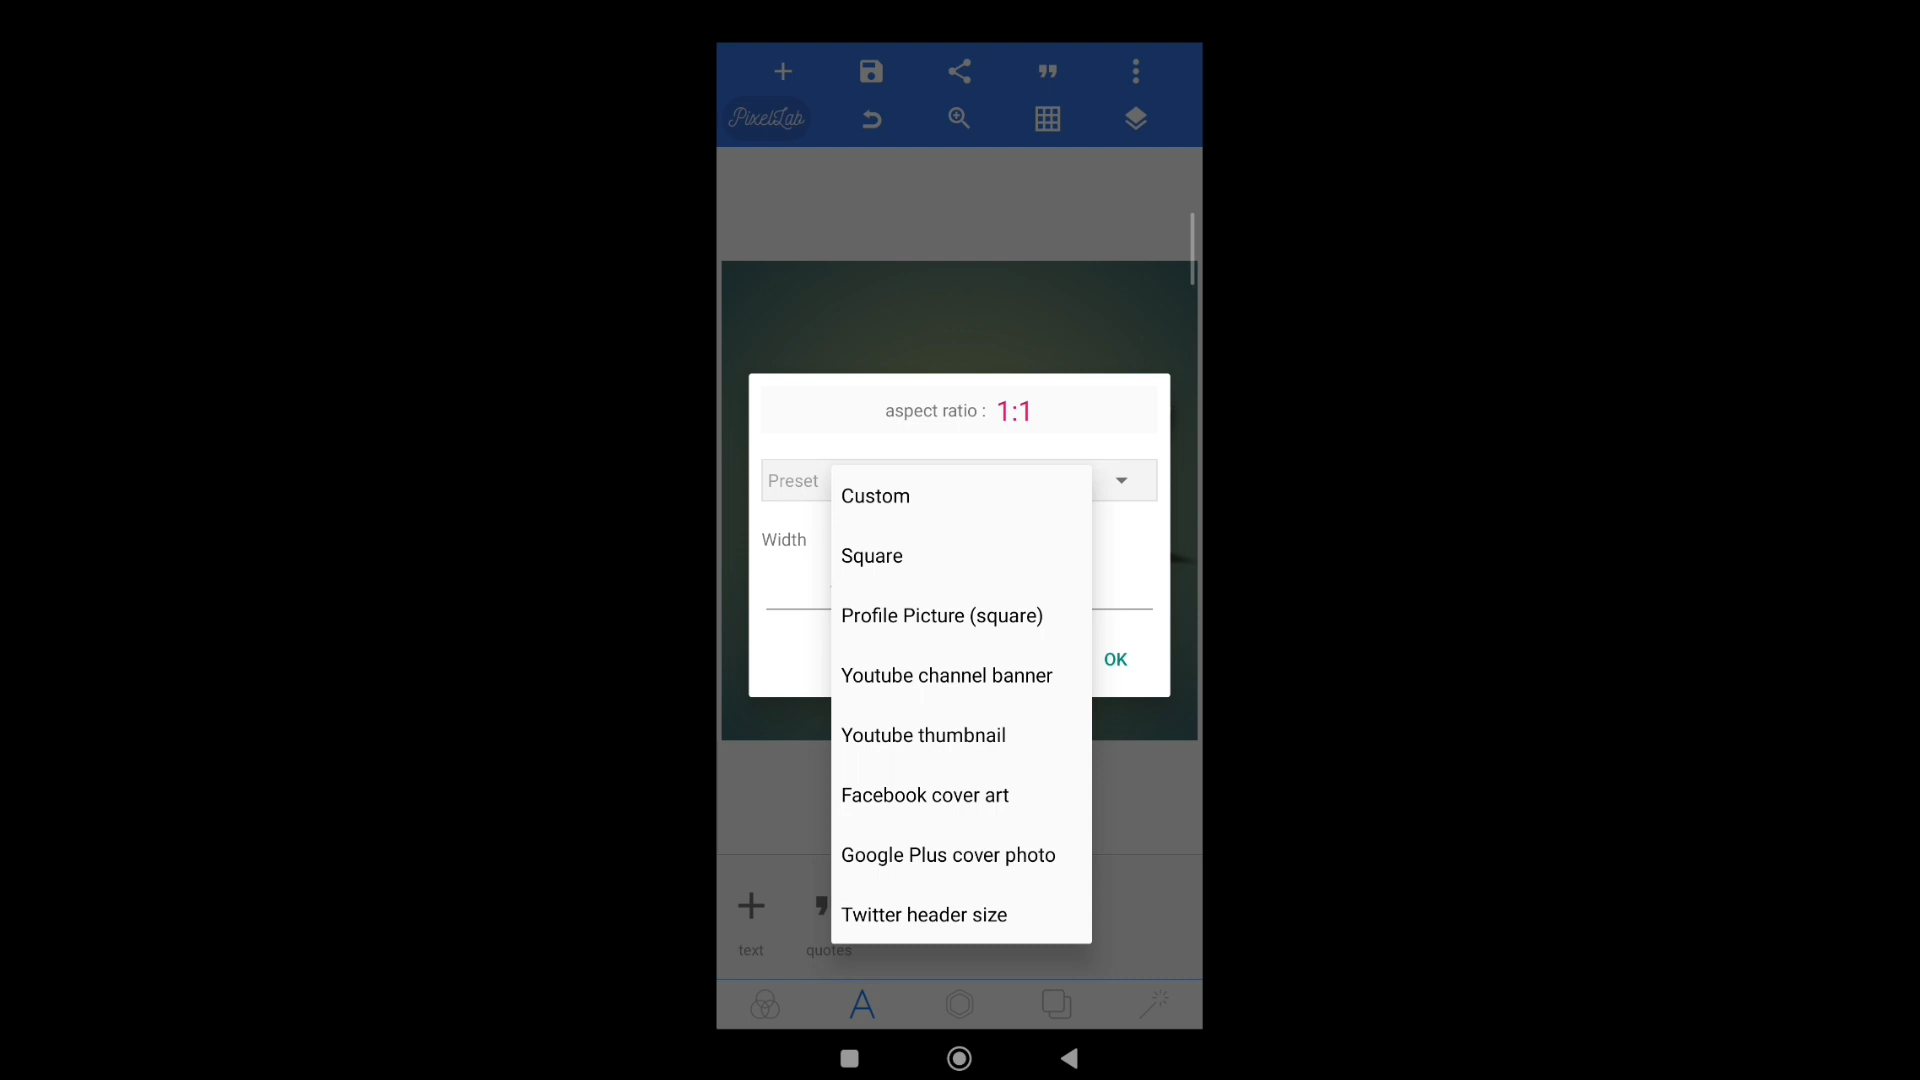 PixelLab
aspect ratio : 1:1
Preset
Custom
Width
Square
Profile Picture (square)
OK
Youtube channel banner
Youtube thumbnail
Facebook cover art
Google Plus cover photo
Twitter header size
text
quotes